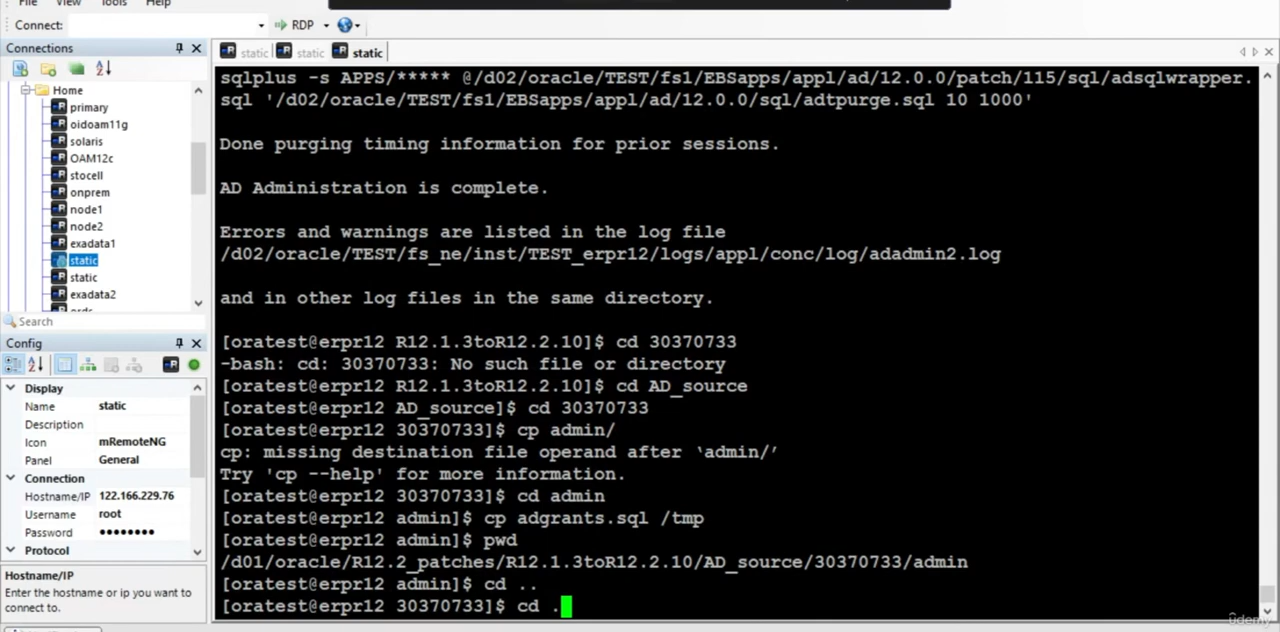 File View Tools Help
Connect: RDP
Connections
Home
primary
oidoam11g
solaris
OAM12c
stocell
onprem
node1
node2
exadata1
static
static
exadata2
Search
Config
Display
Name static
Description
Icon mRemoteNG
Panel General
Connection
Hostname/IP 122.166.229.76
Username root
Password ••••••••
Protocol
Hostname/IP
Enter the hostname or ip you want to connect to.
static static static
sqlplus -s APPS/***** @/d02/oracle/TEST/fs1/EBSapps/appl/ad/12.0.0/patch/115/sql/adsqlwrapper.
sql '/d02/oracle/TEST/fs1/EBSapps/appl/ad/12.0.0/sql/adtpurge.sql 10 1000'
Done purging timing information for prior sessions.
AD Administration is complete.
Errors and warnings are listed in the log file
/d02/oracle/TEST/fs_ne/inst/TEST_erpr12/logs/appl/conc/log/adadmin2.log
and in other log files in the same directory.
[oratest@erpr12 R12.1.3toR12.2.10]$ cd 30370733
-bash: cd: 30370733: No such file or directory
[oratest@erpr12 R12.1.3toR12.2.10]$ cd AD_source
[oratest@erpr12 AD_source]$ cd 30370733
[oratest@erpr12 30370733]$ cp admin/
cp: missing destination file operand after ‘admin/’
Try 'cp --help' for more information.
[oratest@erpr12 30370733]$ cd admin
[oratest@erpr12 admin]$ cp adgrants.sql /tmp
[oratest@erpr12 admin]$ pwd
/d01/oracle/R12.2_patches/R12.1.3toR12.2.10/AD_source/30370733/admin
[oratest@erpr12 admin]$ cd ..
[oratest@erpr12 30370733]$ cd .
udemy